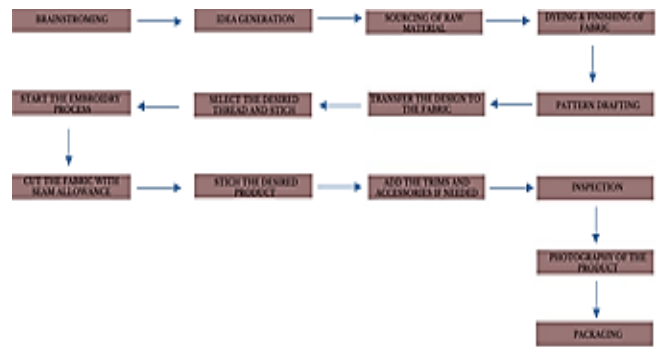 BRAINSTROMING
IDEA GENERATION
SOURCING OF RAW
MATERIAL
DYEING & FINISHING OF
FABRIC
START THE EMBROIDRY
PROCESS
SELECT THE DESIRED
THREAD AND STICH
TRANSFER THE DESIGN TO
THE FABRIC
PATTERN DRAFTING
CUT THE FABRIC WITH
SEAM ALLOWANCE
STICH THE DESIRED
PRODUCT
ADD THE TRIMS AND
ACCESSORIES IF NEEDED
INSPECTION
PHOTOGRAPHY OF THE
PRODUCT
PACKAGING